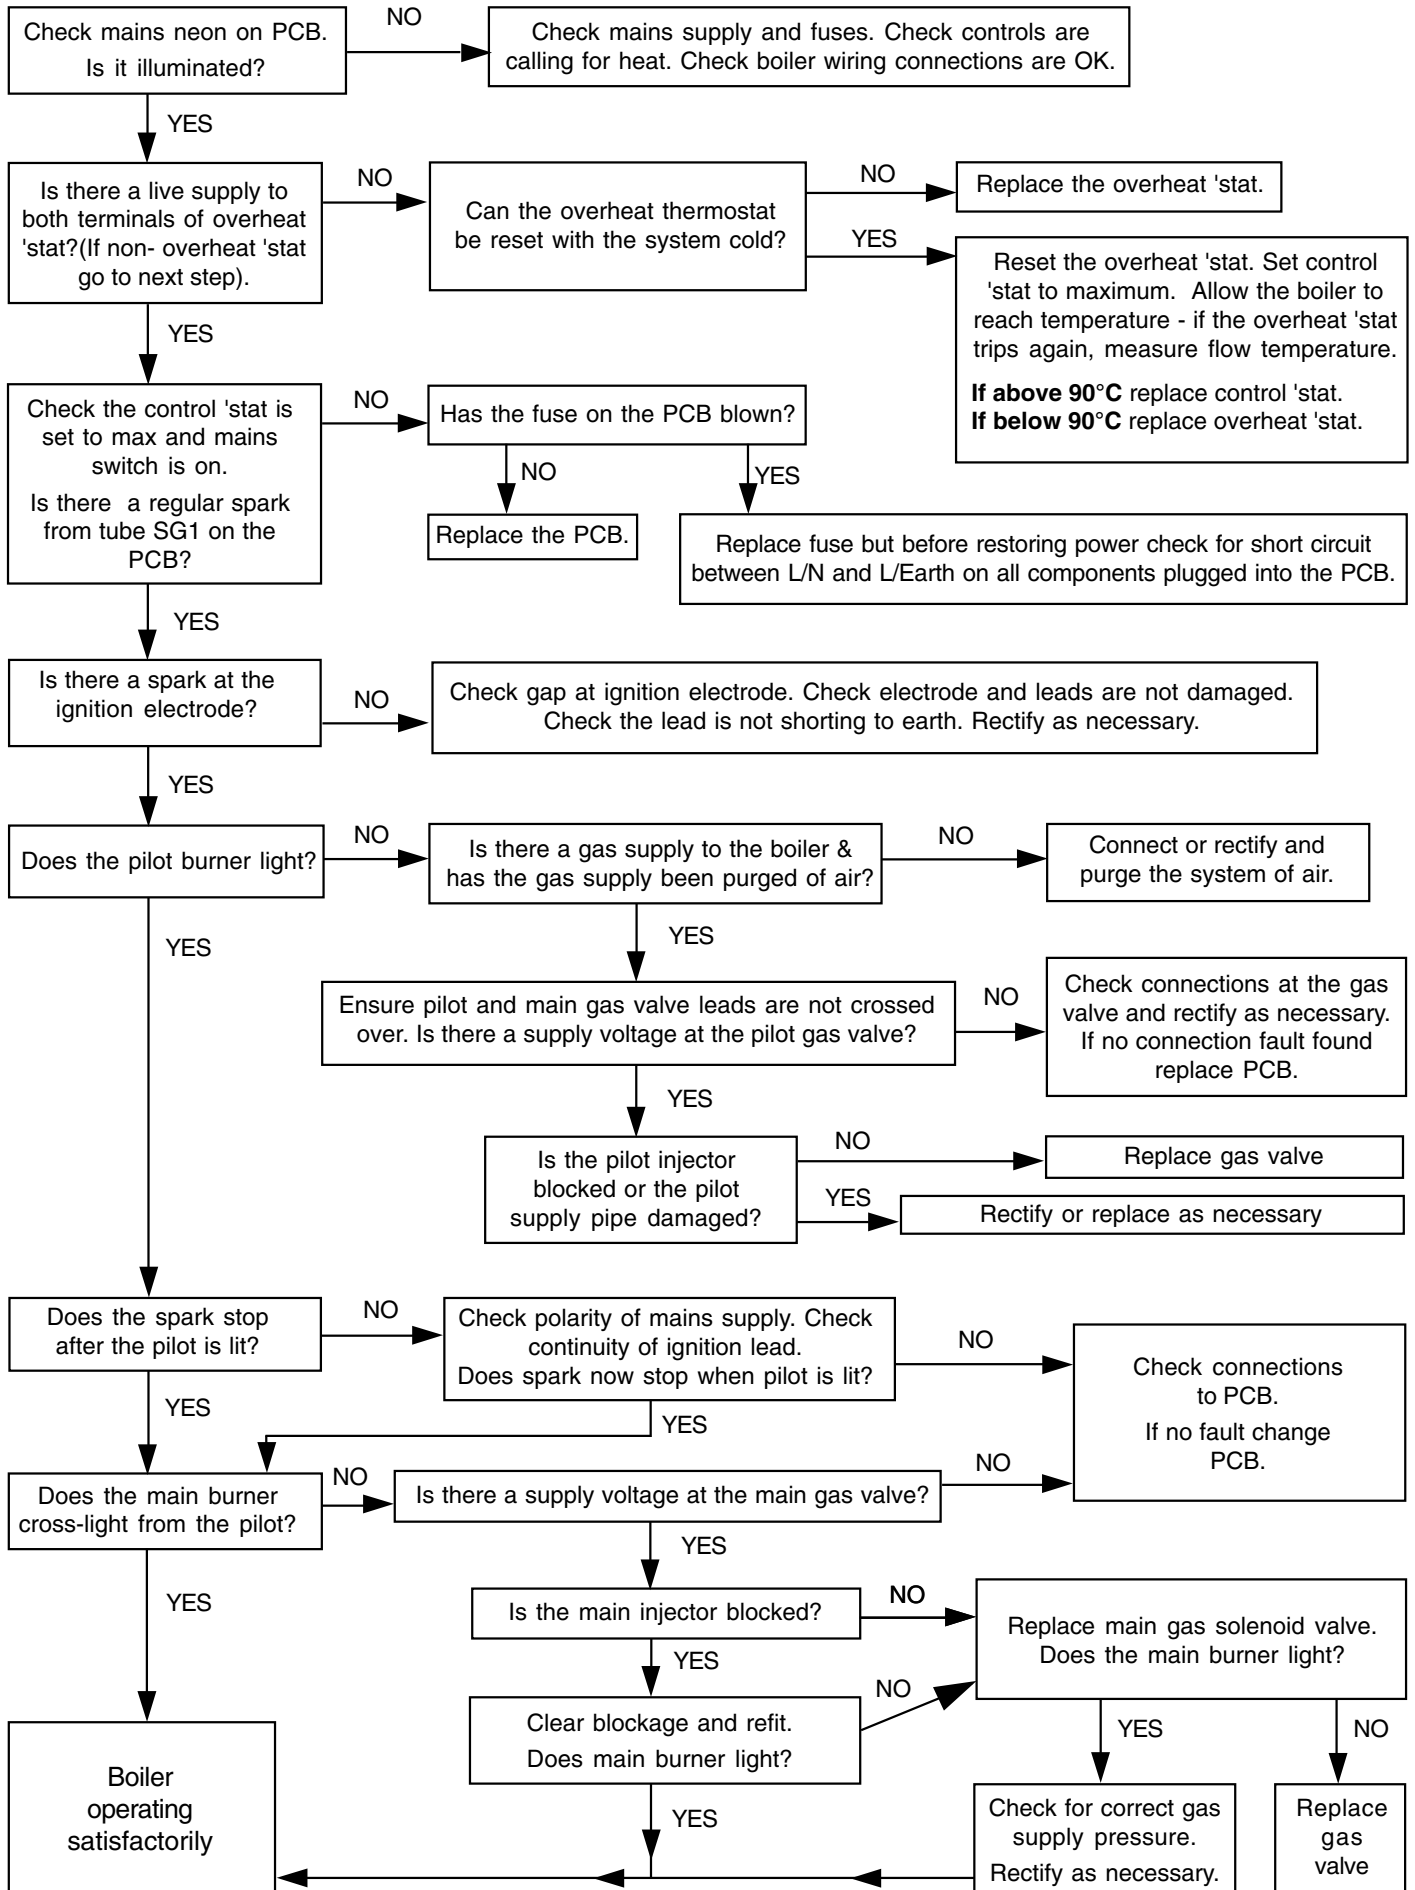 Check mains neon on PCB.
Is it illuminated?
NO
Check mains supply and fuses. Check controls are
calling for heat. Check boiler wiring connections are OK.
YES
Is there a live supply to
both terminals of overheat
'stat?(If non- overheat 'stat
go to next step).
NO
Can the overheat thermostat
be reset with the system cold?
NO
Replace the overheat 'stat.
YES
Reset the overheat 'stat. Set control
'stat to maximum. Allow the boiler to
reach temperature - if the overheat 'stat
trips again, measure flow temperature.
If above 90°C replace control 'stat.
If below 90°C replace overheat 'stat.
YES
Check the control 'stat is
set to max and mains
switch is on.
Is there a regular spark
from tube SG1 on the
PCB?
NO
Has the fuse on the PCB blown?
NO
Replace the PCB.
YES
Replace fuse but before restoring power check for short circuit
between L/N and L/Earth on all components plugged into the PCB.
YES
Is there a spark at the
ignition electrode?
NO
Check gap at ignition electrode. Check electrode and leads are not damaged.
Check the lead is not shorting to earth. Rectify as necessary.
YES
Does the pilot burner light?
NO
Is there a gas supply to the boiler &
has the gas supply been purged of air?
NO
Connect or rectify and
purge the system of air.
YES
YES
Ensure pilot and main gas valve leads are not crossed
over. Is there a supply voltage at the pilot gas valve?
NO
Check connections at the gas
valve and rectify as necessary.
If no connection fault found
replace PCB.
YES
Is the pilot injector
blocked or the pilot
supply pipe damaged?
NO
Replace gas valve
YES
Rectify or replace as necessary
Does the spark stop
after the pilot is lit?
NO
Check polarity of mains supply. Check
continuity of ignition lead.
Does spark now stop when pilot is lit?
NO
Check connections
to PCB.
If no fault change
PCB.
YES
YES
Does the main burner
cross-light from the pilot?
NO
Is there a supply voltage at the main gas valve?
NO
YES
YES
Is the main injector blocked?
NO
Replace main gas solenoid valve.
Does the main burner light?
YES
Clear blockage and refit.
Does main burner light?
NO
YES
NO
Boiler
operating
satisfactorily
YES
Check for correct gas
supply pressure.
Rectify as necessary.
Replace
gas
valve